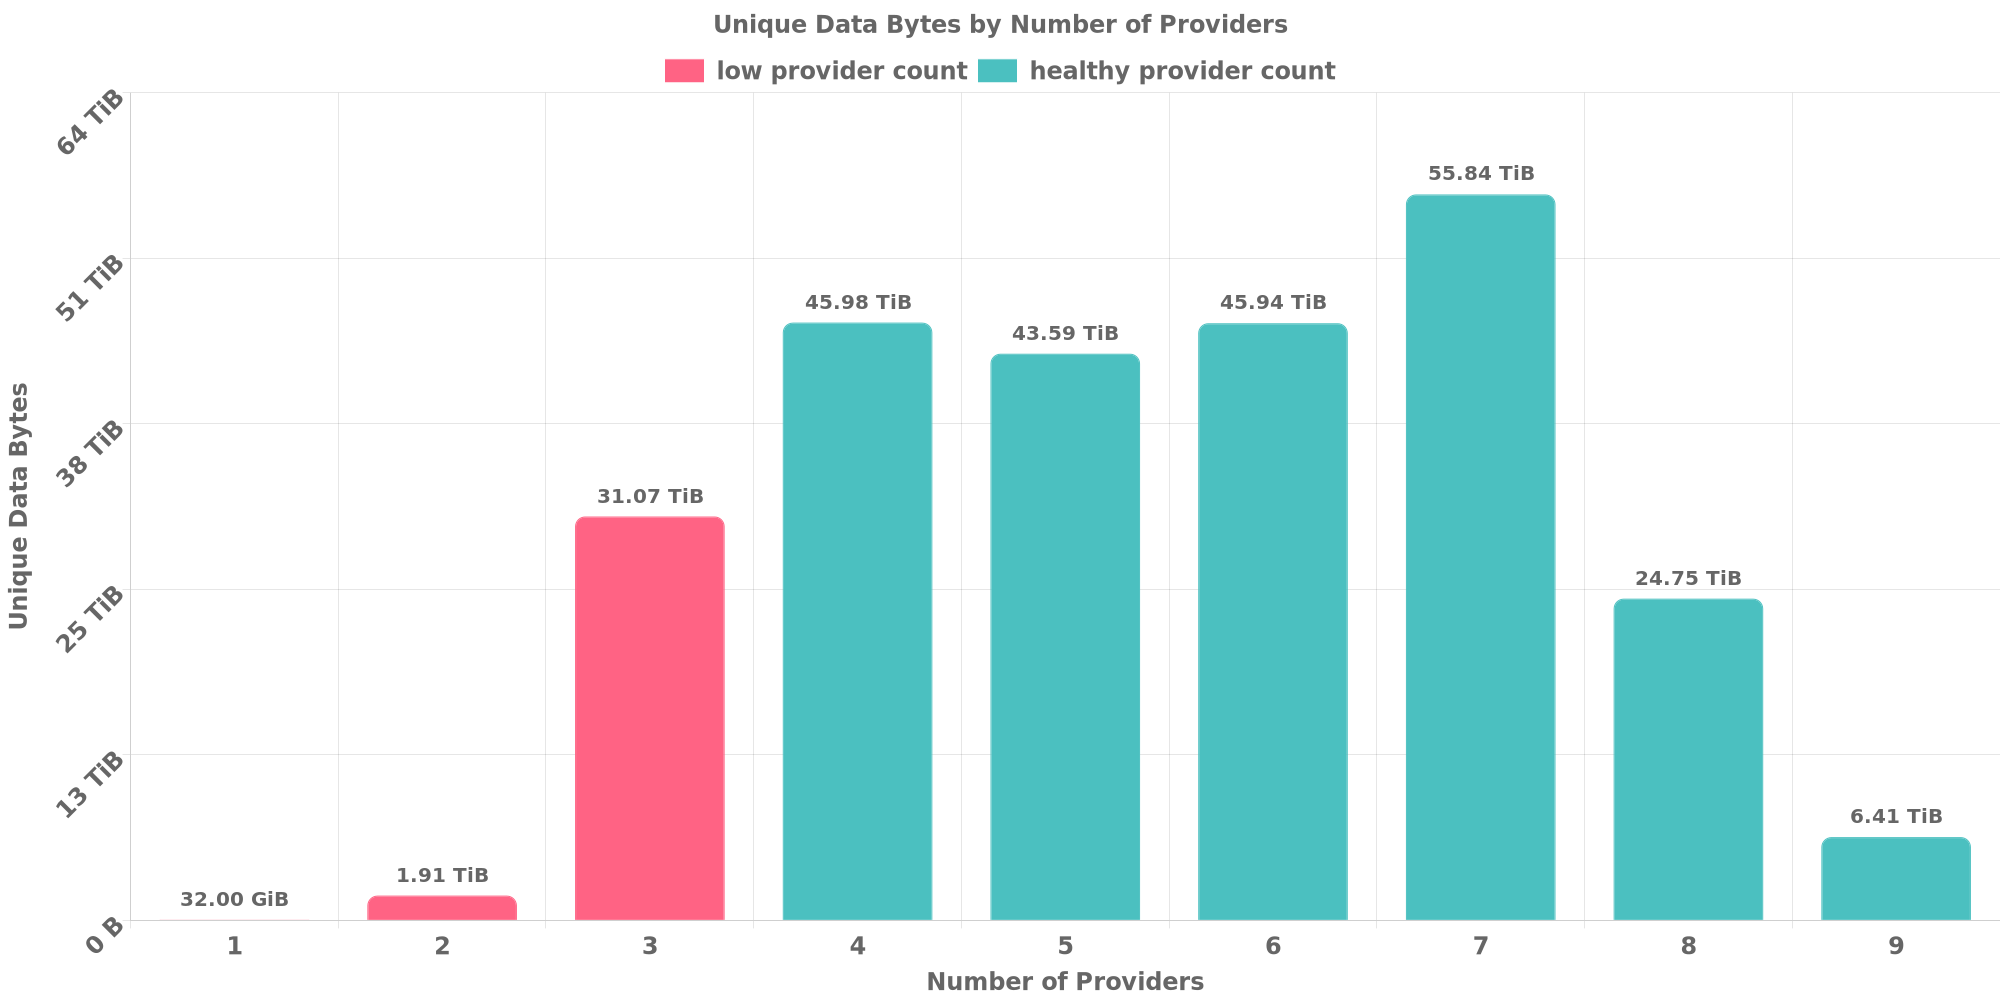 Unique Data Bytes by Number of Providers
low provider count healthy provider count
64 TiB
51 TiB
38 TiB
25 TiB
13 TiB
0 B
Unique Data Bytes
32.00 GiB
1.91 TiB
31.07 TiB
45.98 TiB
43.59 TiB
45.94 TiB
55.84 TiB
24.75 TiB
6.41 TiB
1 2 3 4 5 6 7 8 9
Number of Providers